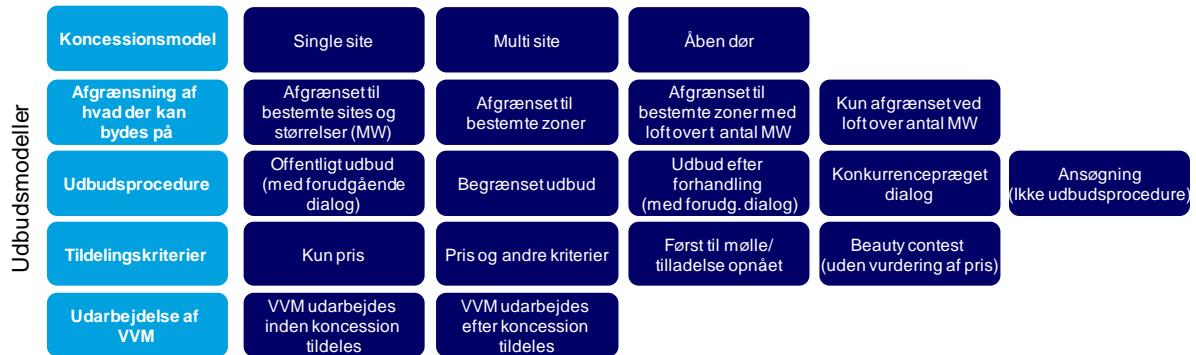 Udbudsmodeller
Koncessionsmodel
Single site
Multi site
Åben dør
Afgrænsning af
hvad der kan
bydes på
Afgrænset til
bestemte sites og
størrelser (MW)
Afgrænset til
bestemte zoner
Afgrænset til
bestemte zoner med
loft over t antal MW
Kun afgrænset ved
loft over antal MW
Udbudsprocedure
Offentligt udbud
(med forudgående
dialog)
Begrænset udbud
Udbud efter
forhandling
(med forudg. dialog)
Konkurrencepræget
dialog
Ansøgning
(Ikke udbudsprocedure)
Tildelingskriterier
Kun pris
Pris og andre kriterier
Først til mølle/
tilladelse opnået
Beauty contest
(uden vurdering af pris)
Udarbejdelse af
VVM
VVM udarbejdes
inden koncession
tildeles
VVM udarbejdes
efter koncession
tildeles